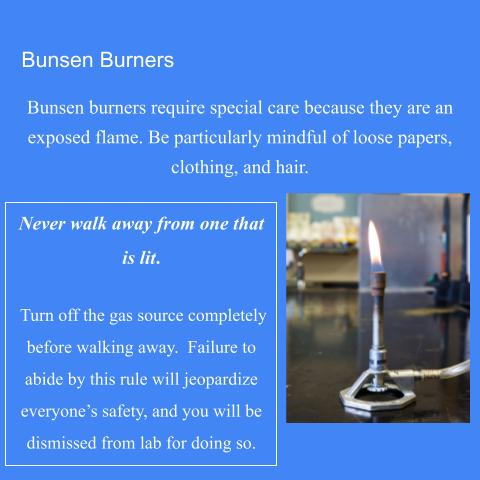 Bunsen Burners
Bunsen burners require special care because they are an
exposed flame. Be particularly mindful of loose papers,
clothing, and hair.
Never walk away from one that
is lit.
Turn off the gas source completely
before walking away.  Failure to
abide by this rule will jeopardize
everyone’s safety, and you will be
dismissed from lab for doing so.